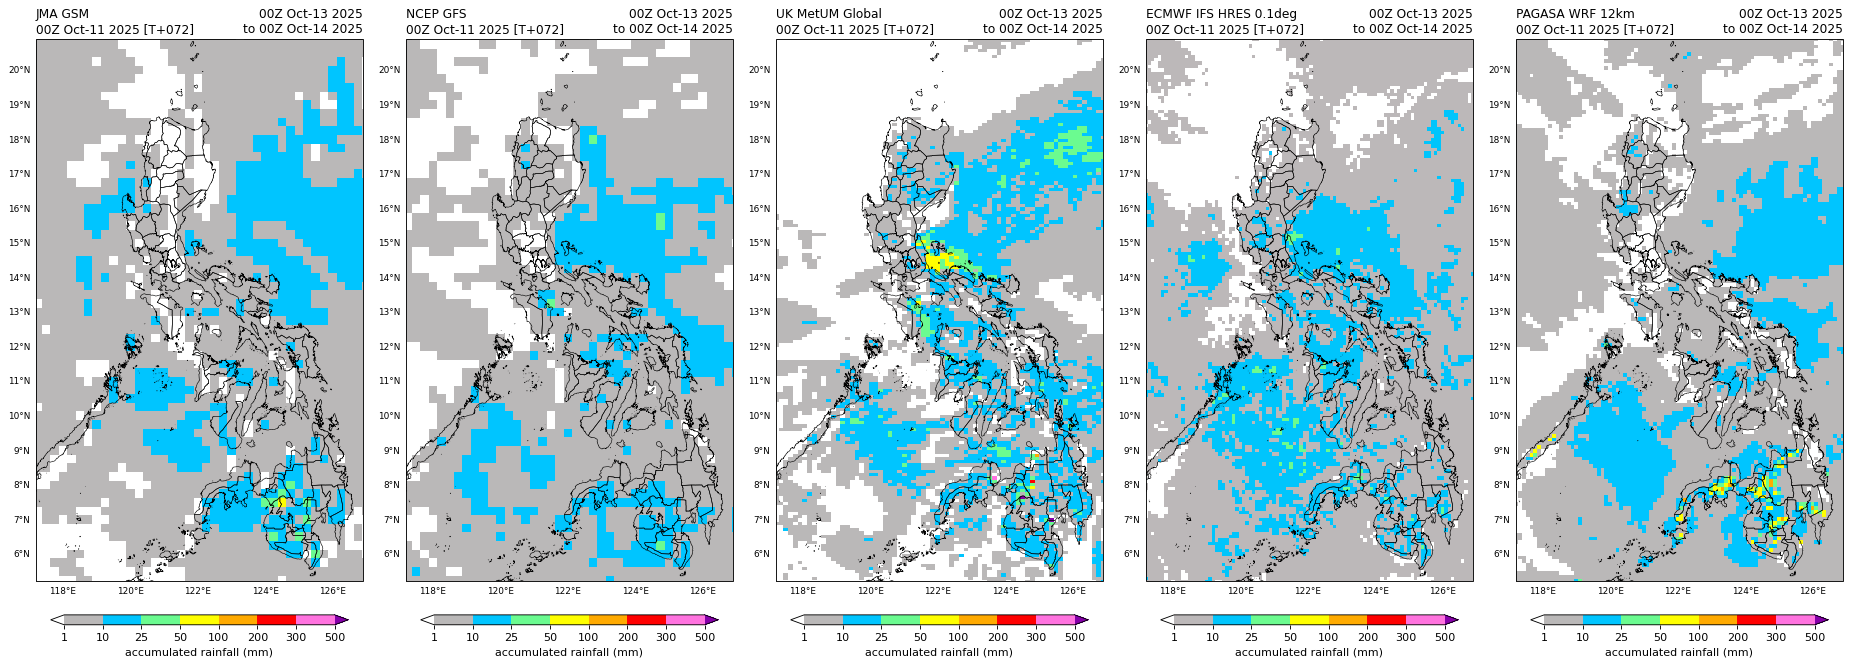 JMA GSM 00Z Oct-13 2025
00Z Oct-11 2025 [T+072] to 00Z Oct-14 2025
20°N
19°N
18°N
17°N
16°N
15°N
14°N
13°N
12°N
11°N
10°N
9°N
8°N
7°N
6°N
118°E 120°E 122°E 124°E 126°E
1 10 25 50 100 200 300 500
accumulated rainfall (mm)
NCEP GFS 00Z Oct-13 2025
00Z Oct-11 2025 [T+072] to 00Z Oct-14 2025
20°N
19°N
18°N
17°N
16°N
15°N
14°N
13°N
12°N
11°N
10°N
9°N
8°N
7°N
6°N
118°E 120°E 122°E 124°E 126°E
1 10 25 50 100 200 300 500
accumulated rainfall (mm)
UK MetUM Global 00Z Oct-13 2025
00Z Oct-11 2025 [T+072] to 00Z Oct-14 2025
20°N
19°N
18°N
17°N
16°N
15°N
14°N
13°N
12°N
11°N
10°N
9°N
8°N
7°N
6°N
118°E 120°E 122°E 124°E 126°E
1 10 25 50 100 200 300 500
accumulated rainfall (mm)
ECMWF IFS HRES 0.1deg 00Z Oct-13 2025
00Z Oct-11 2025 [T+072] to 00Z Oct-14 2025
20°N
19°N
18°N
17°N
16°N
15°N
14°N
13°N
12°N
11°N
10°N
9°N
8°N
7°N
6°N
118°E 120°E 122°E 124°E 126°E
1 10 25 50 100 200 300 500
accumulated rainfall (mm)
PAGASA WRF 12km 00Z Oct-13 2025
00Z Oct-11 2025 [T+072] to 00Z Oct-14 2025
20°N
19°N
18°N
17°N
16°N
15°N
14°N
13°N
12°N
11°N
10°N
9°N
8°N
7°N
6°N
118°E 120°E 122°E 124°E 126°E
1 10 25 50 100 200 300 500
accumulated rainfall (mm)